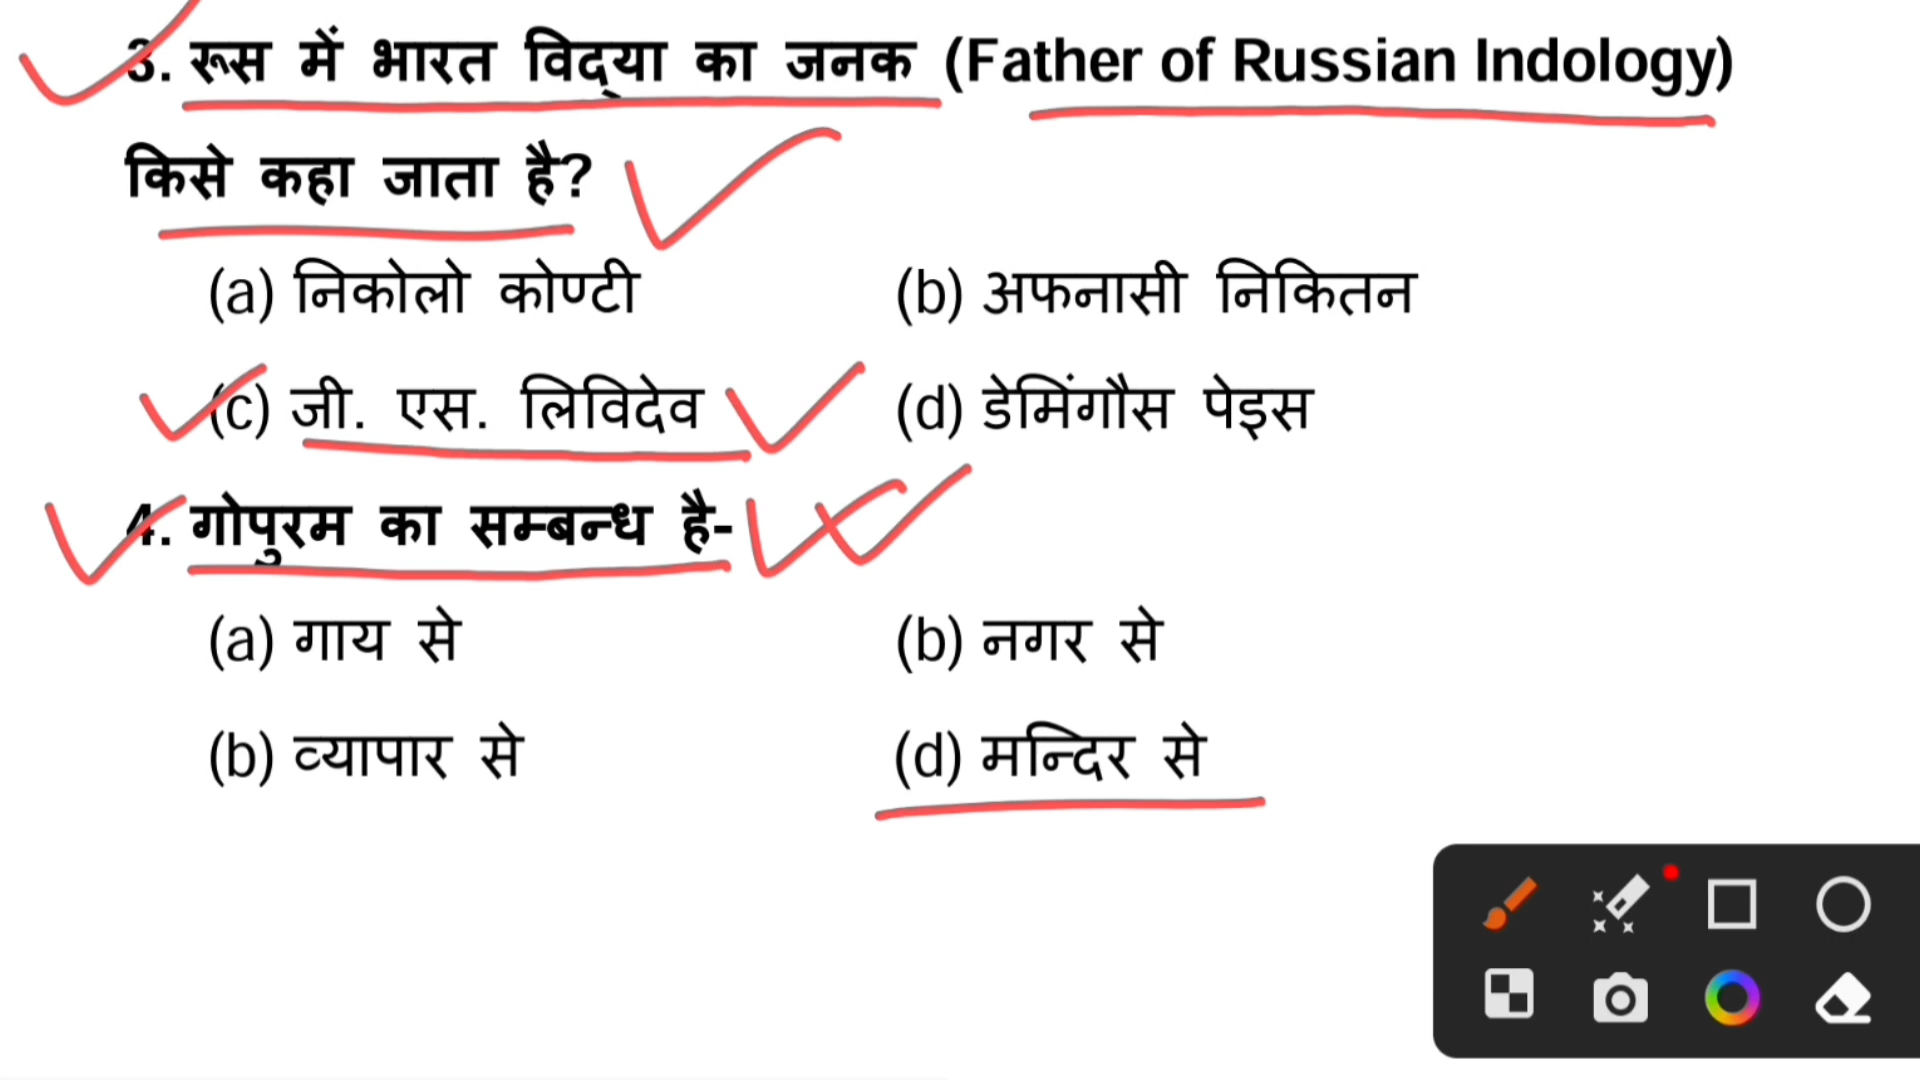 3. रूस में भारत विद्या का जनक (Father of Russian Indology)
किसे कहा जाता है?
(a) निकोलो कोण्टी (b) अफनासी निकितन
(c) जी. एस. लिविदेव (d) डेमिंगौस पेइस
4. गोपुरम का सम्बन्ध है-
(a) गाय से (b) नगर से
(b) व्यापार से (d) मन्दिर से